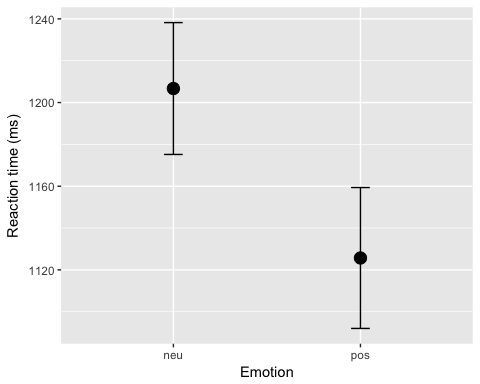 1240
1200
1160
1120
Reaction time (ms)
neu
pos
Emotion